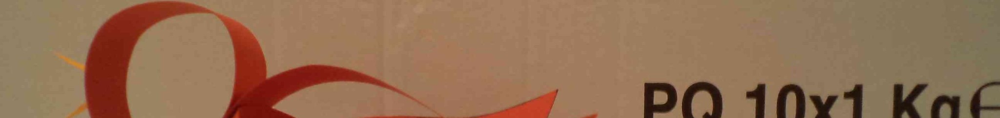 PQ 10x1 Kg ℮